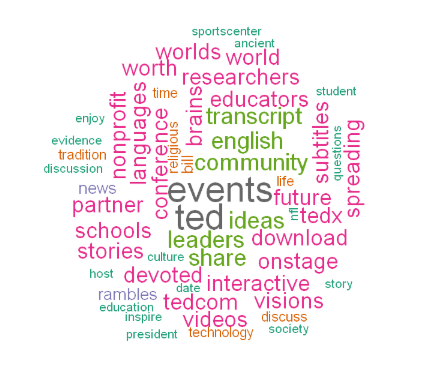 sportscenter
ancient
worlds
world
worth
researchers
time
student
nonprofit
languages
brains
educators
enjoy
transcript
subtitles
conference
spreading
evidence
religious
english
questions
tradition
bill
community
discussion
life
news
events
future
partner
ted
ideas
nfl
tedx
schools
leaders
download
stories
share
onstage
culture
host
devoted
date
interactive
story
rambles
tedcom
visions
education
inspire
videos
discuss
society
president
technology